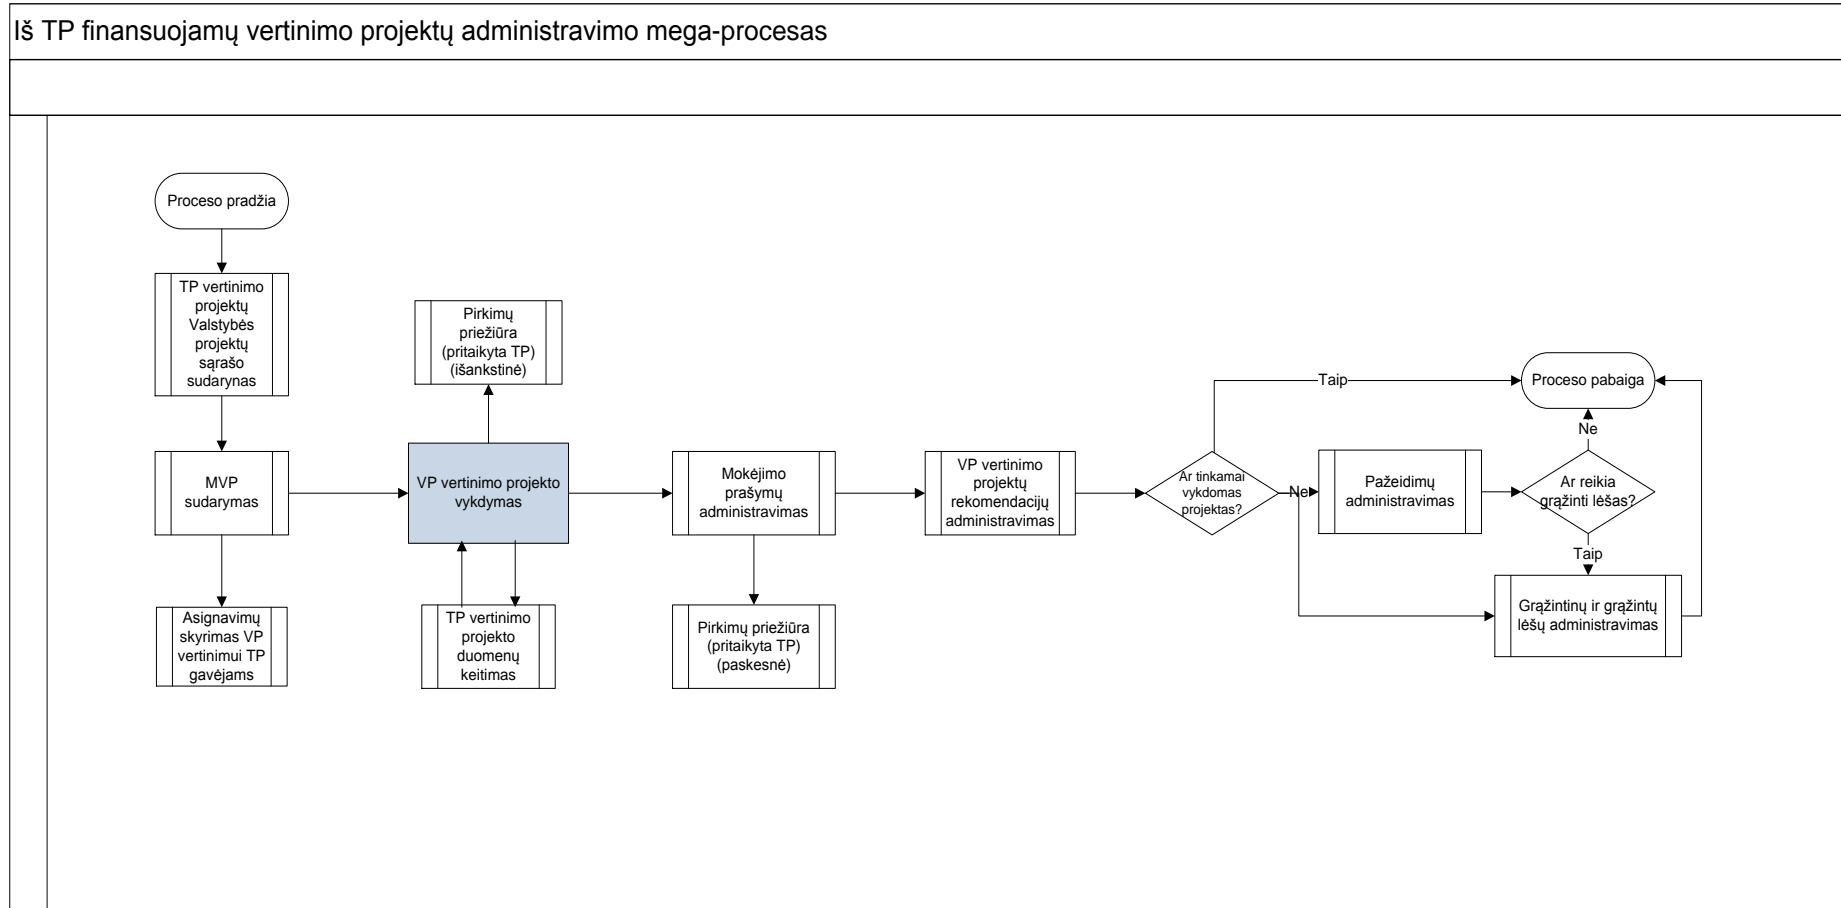 Iš TP finansuojamų vertinimo projektų administravimo mega-procesas
Proceso pradžia
TP vertinimo
projektų
Valstybės
projektų
sąrašo
sudarynas
MVP
sudarymas
Asignavimų
skyrimas VP
vertinimui TP
gavėjams
Pirkimų
priežiūra
(pritaikyta TP)
(išankstinė)
VP vertinimo projekto
vykdymas
TP vertinimo
projekto
duomenų
keitimas
Mokėjimo
prašymų
administravimas
Pirkimų priežiūra
(pritaikyta TP)
(paskesnė)
VP vertinimo
projektų
rekomendacijų
administravimas
Ar tinkamai
vykdomas
projektas?
Taip
Ne
Pažeidimų
administravimas
Proceso pabaiga
Ne
Ar reikia
grąžinti lėšas?
Taip
Grąžintinų ir grąžintų
lėšų administravimas